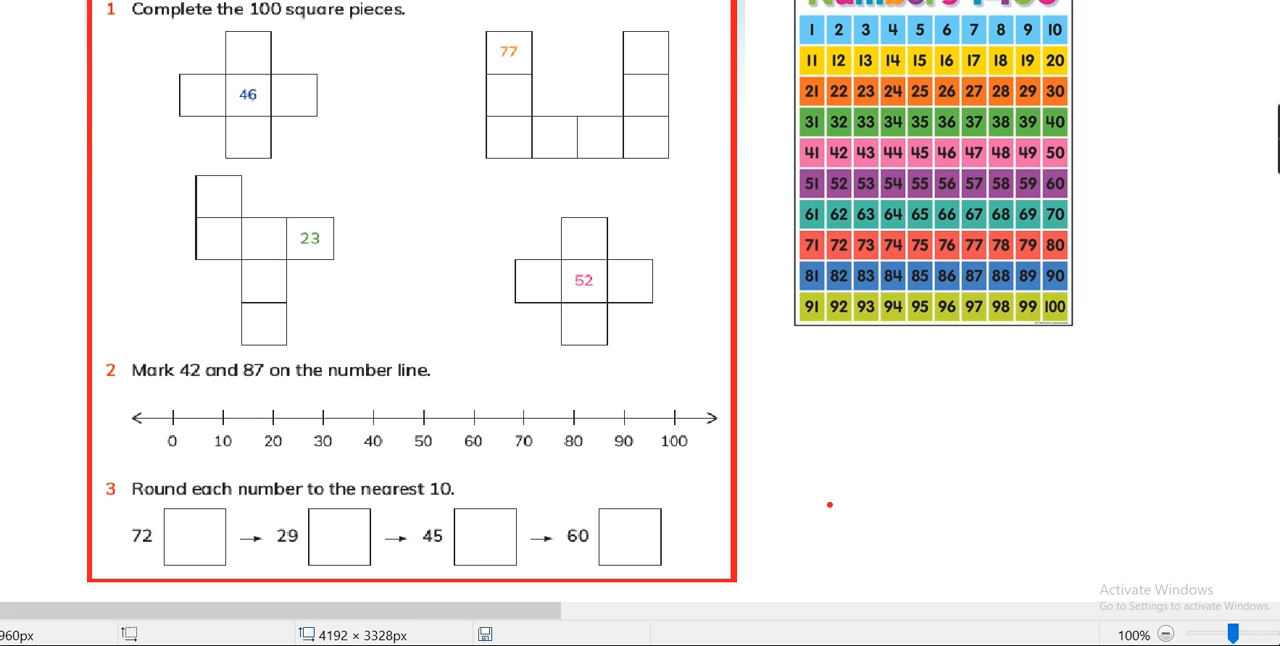 1 Complete the 100 square pieces.
77
46
23
52
2 Mark 42 and 87 on the number line.
0 10 20 30 40 50 60 70 80 90 100
3 Round each number to the nearest 10.
72 → 29 → 45 → 60
Numbers 1-100
1 2 3 4 5 6 7 8 9 10
11 12 13 14 15 16 17 18 19 20
21 22 23 24 25 26 27 28 29 30
31 32 33 34 35 36 37 38 39 40
41 42 43 44 45 46 47 48 49 50
51 52 53 54 55 56 57 58 59 60
61 62 63 64 65 66 67 68 69 70
71 72 73 74 75 76 77 78 79 80
81 82 83 84 85 86 87 88 89 90
91 92 93 94 95 96 97 98 99 100
Activate Windows
Go to Settings to activate Windows.
960px
4192 × 3328px
100%